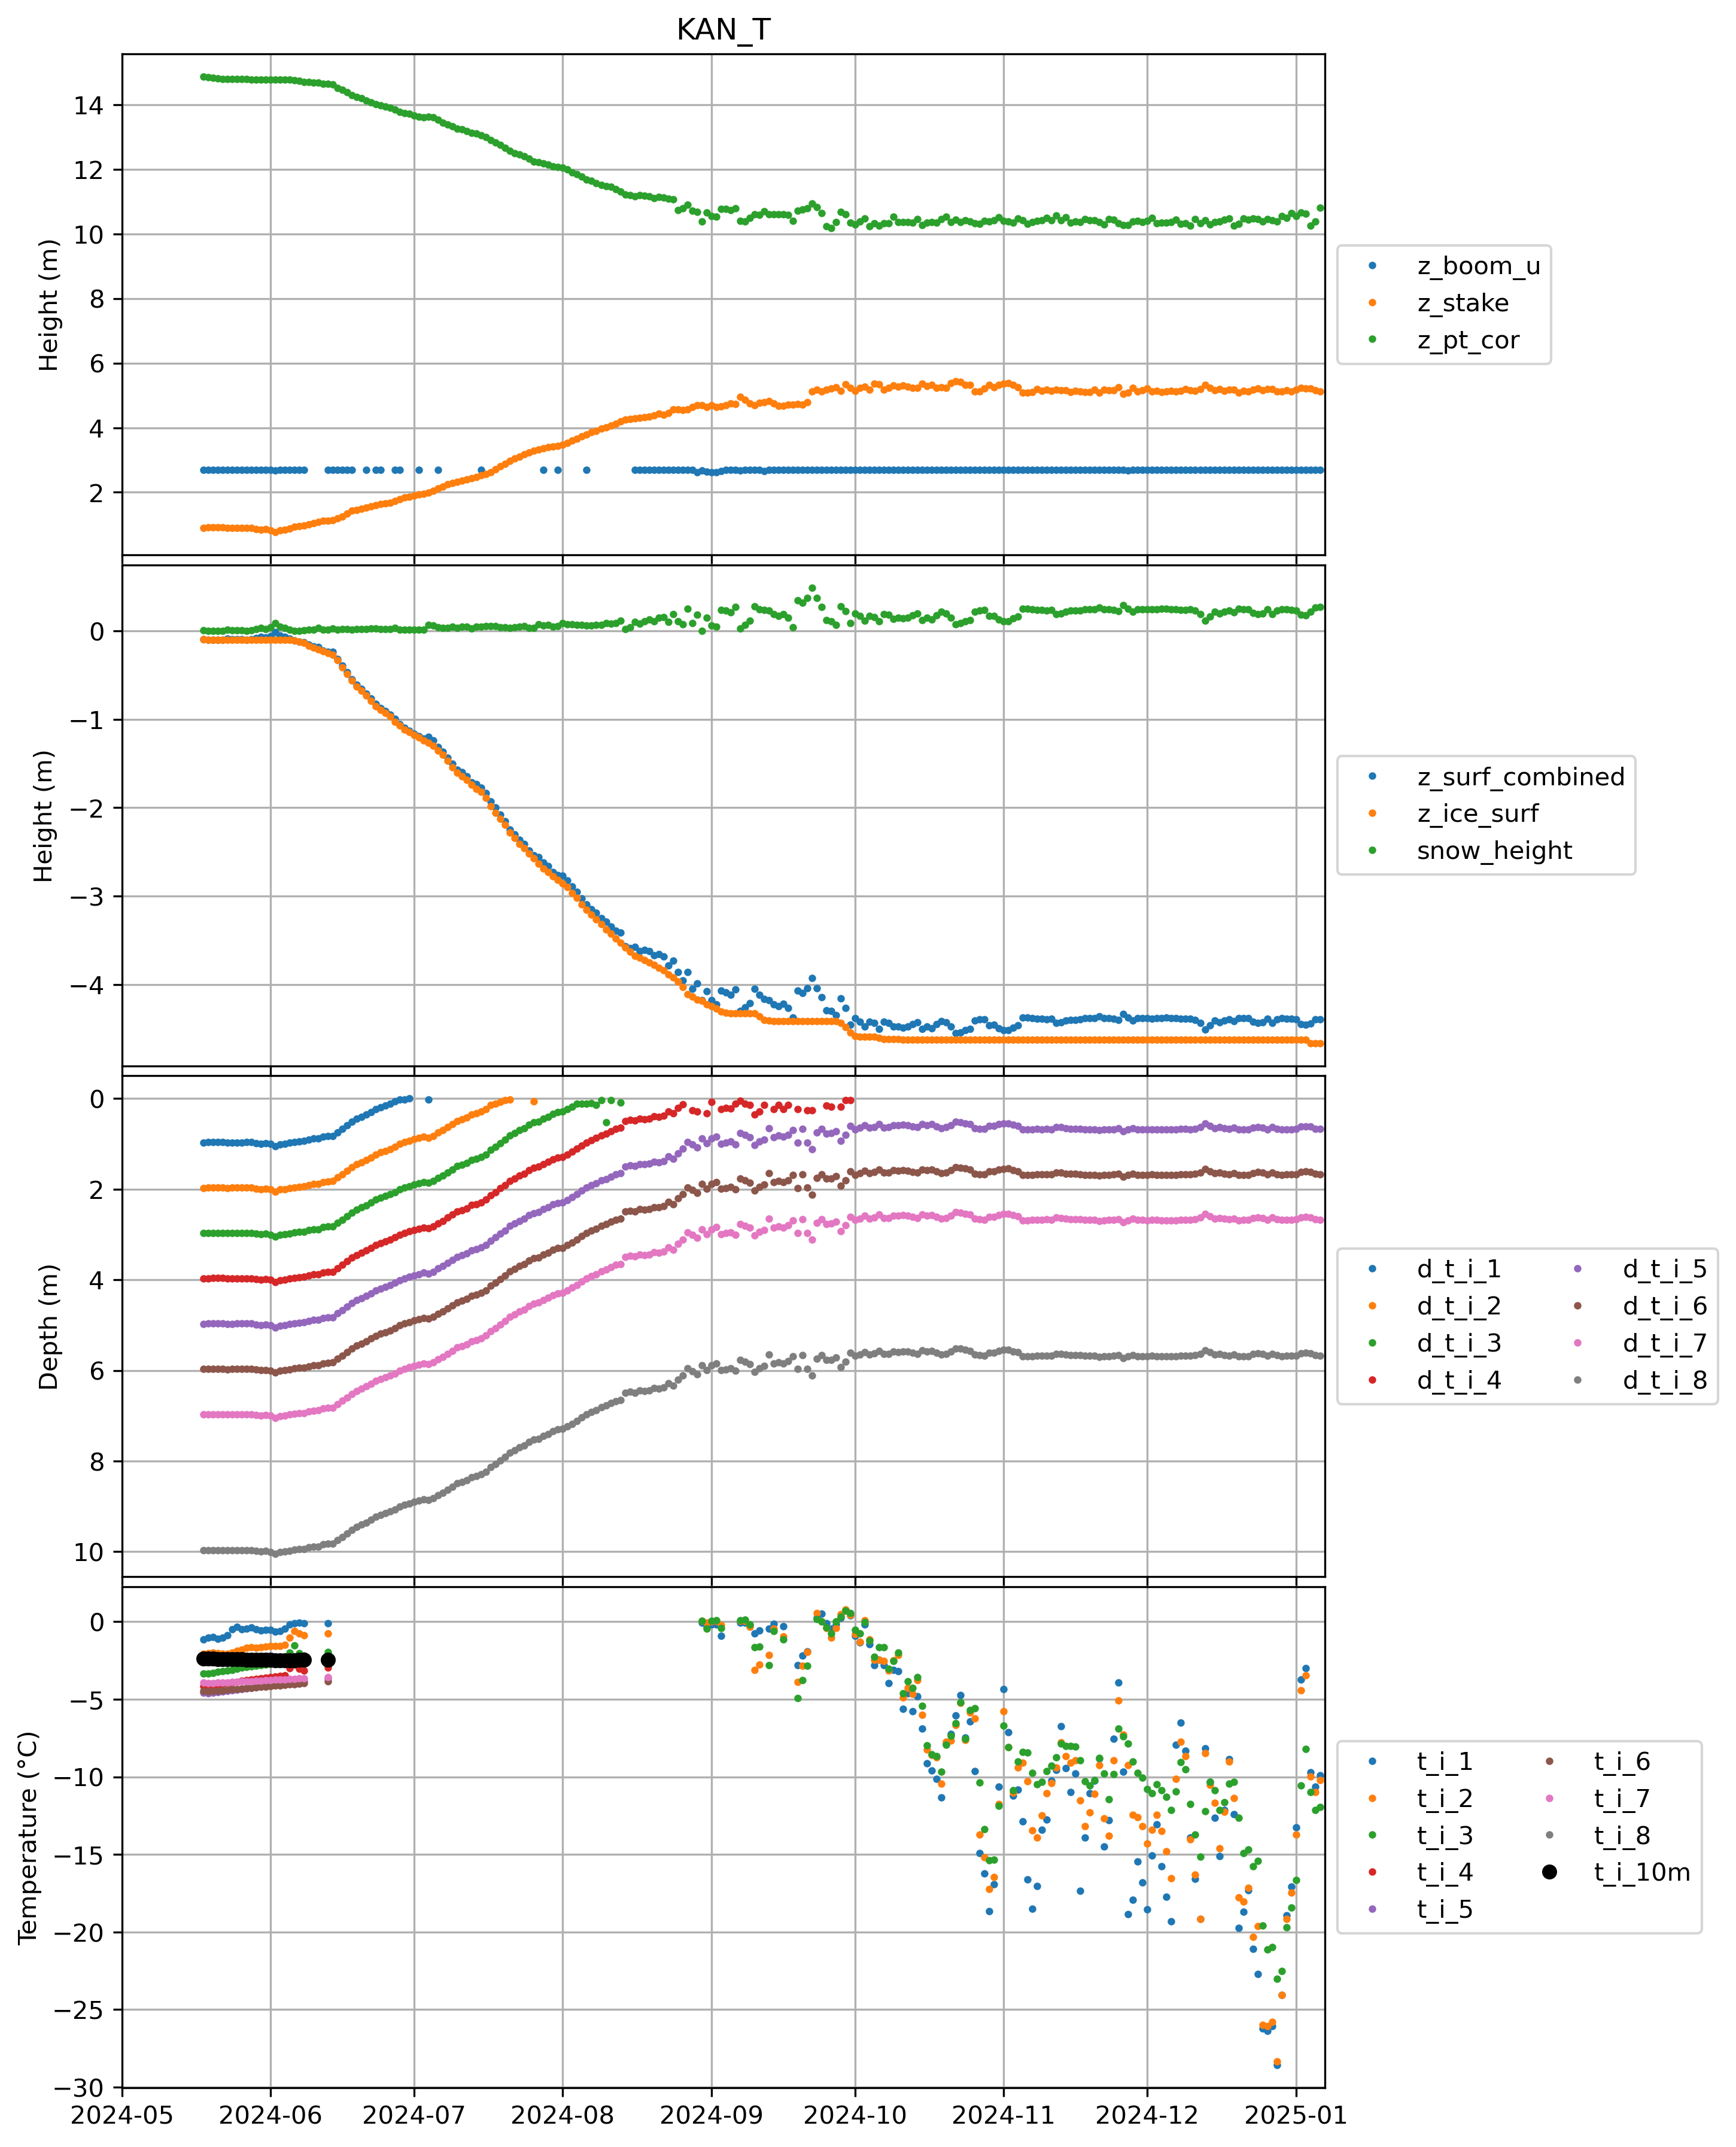 KAN_T
14
12
10
8
6
4
2
Height (m)
z_boom_u
z_stake
z_pt_cor
0
−1
−2
−3
−4
Height (m)
z_surf_combined
z_ice_surf
snow_height
0
2
4
6
8
10
Depth (m)
d_t_i_1 d_t_i_5
d_t_i_2 d_t_i_6
d_t_i_3 d_t_i_7
d_t_i_4 d_t_i_8
0
−5
−10
−15
−20
−25
−30
Temperature (°C)
t_i_1 t_i_6
t_i_2 t_i_7
t_i_3 t_i_8
t_i_4 t_i_10m
t_i_5
2024-05 2024-06 2024-07 2024-08 2024-09 2024-10 2024-11 2024-12 2025-01